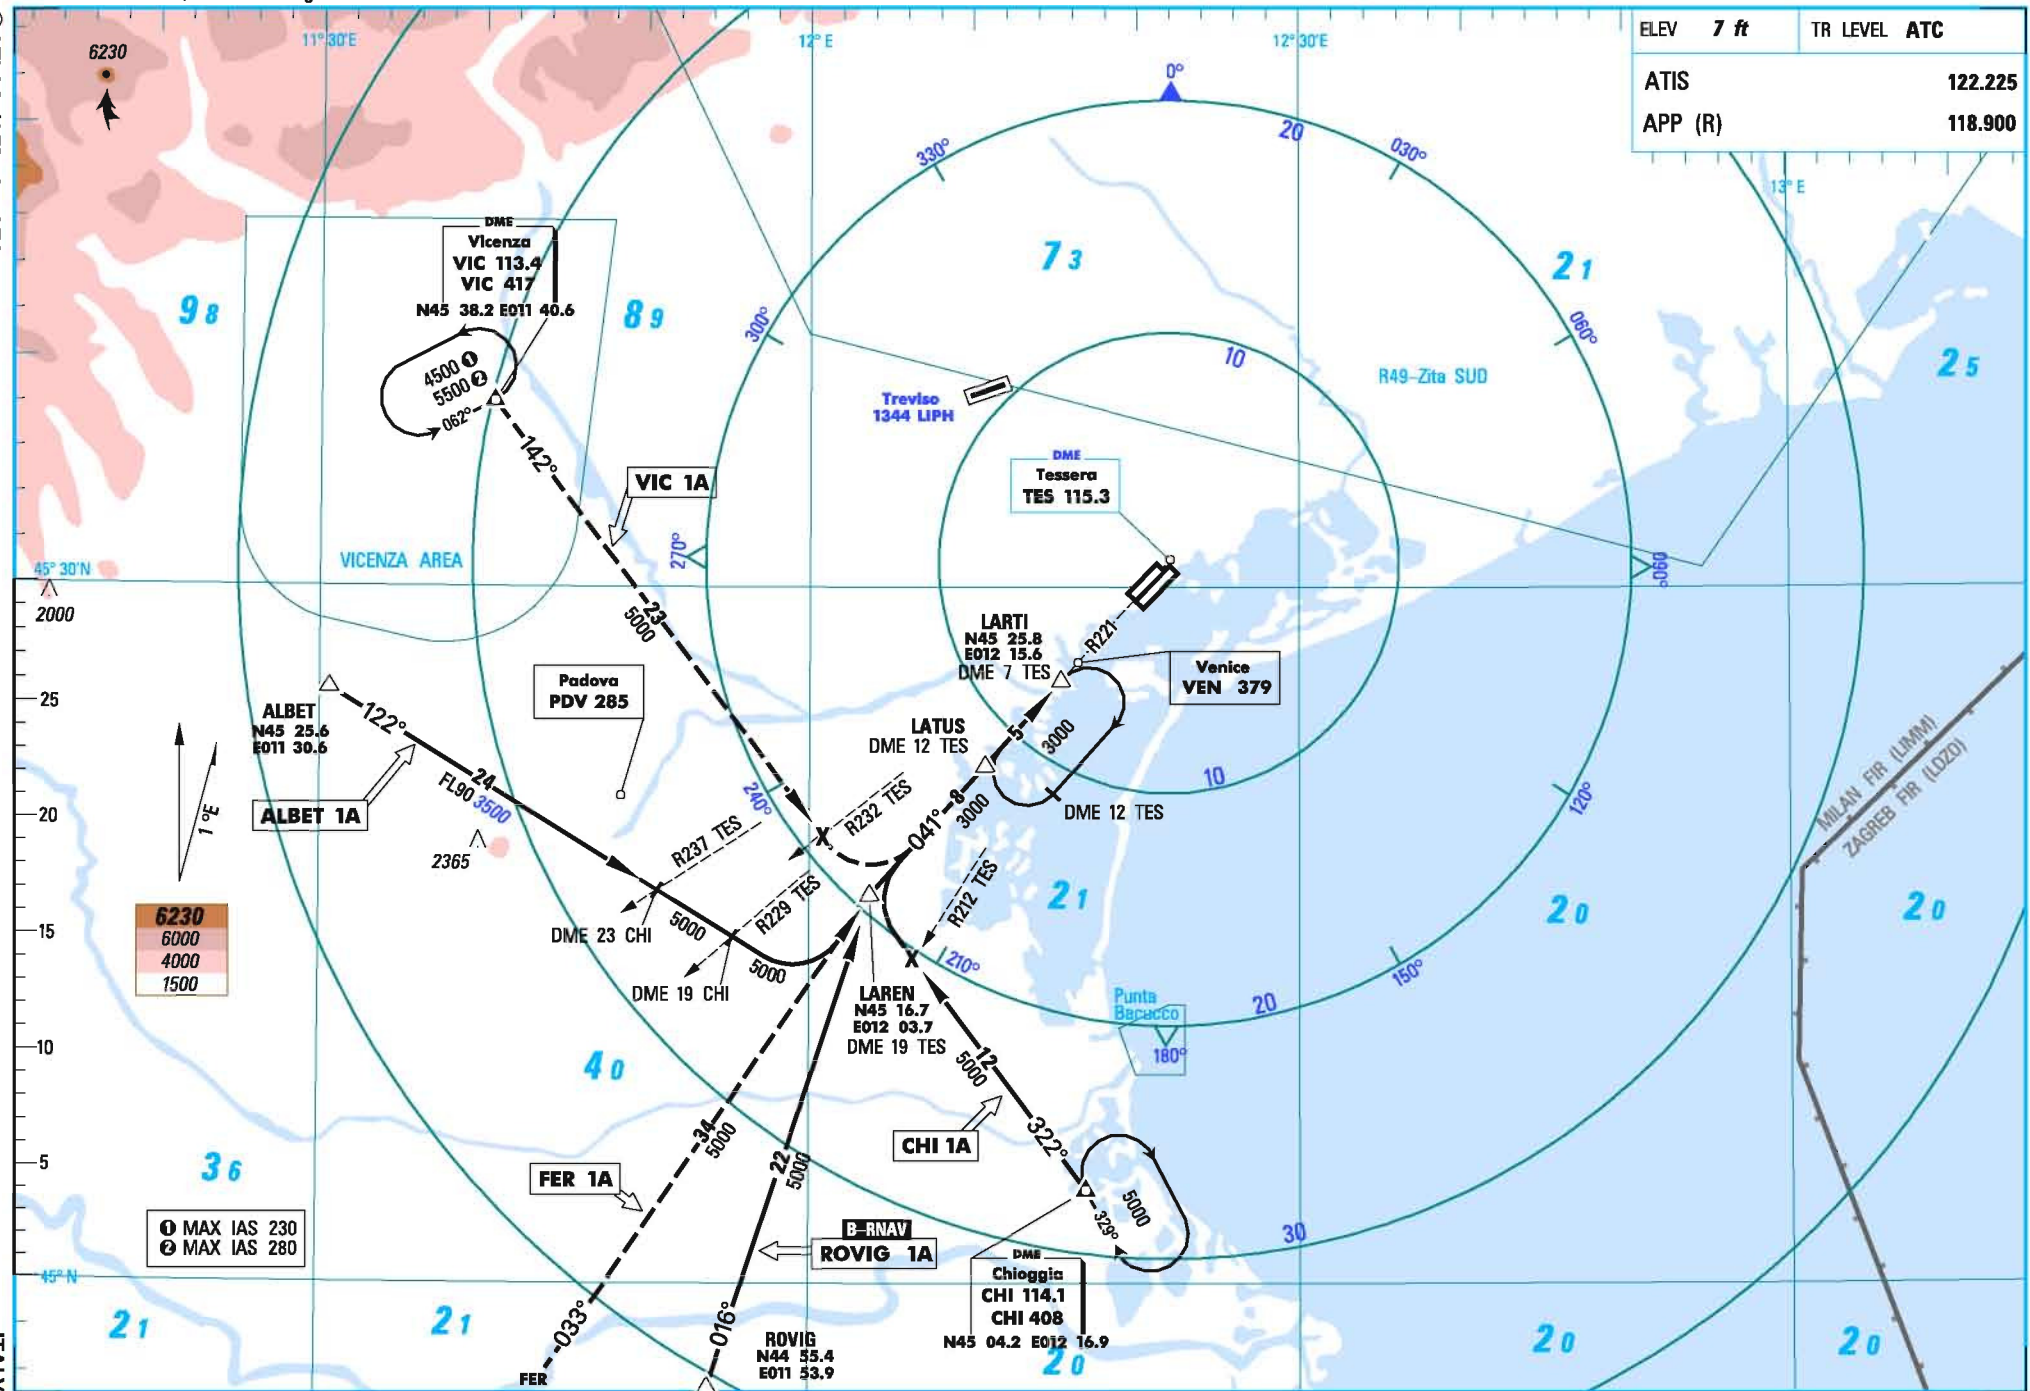 ELEV 7 ft TR LEVEL ATC
ATIS 122.225
APP (R) 118.900
11° 30'E
12° E
12° 30'E
13° E
6230
0°
20
330°
030°
DME
Vicenza
VIC 113.4
VIC 417
N45 38.2 E011 40.6
98
89
73
21
25
300°
060°
10
R49-Zita SUD
4500 ❶
5500 ❷
062°
Treviso
1344 LIPH
142°
VIC 1A
DME
Tessera
TES 115.3
270°
090°
VICENZA AREA
45° 30'N
2000
23
5000
LARTI
N45 25.8
E012 15.6
DME 7 TES
R221
Venice
VEN 379
Padova
PDV 285
25
ALBET
N45 25.6
E011 30.6
122°
LATUS
DME 12 TES
5
3000
MILAN FIR (LIMM)
ZAGREB FIR (LDZO)
24
FL90 3500
ALBET 1A
1°E
240°
R232 TES
8
3000
041°
10
DME 12 TES
120°
20
2365
R237 TES
R229 TES
R212 TES
21
20
20
6230
6000
4000
1500
15
DME 23 CHI
5000
DME 19 CHI
5000
210°
150°
LAREN
N45 16.7
E012 03.7
DME 19 TES
Punta
Bacucco
20
180°
10
40
12
5000
34
5000
CHI 1A
322°
22
5000
5
36
FER 1A
5000
329°
30
❶ MAX IAS 230
❷ MAX IAS 280
B-RNAV
ROVIG 1A
DME
Chioggia
CHI 114.1
CHI 408
N45 04.2 E012 16.9
45° N
21
21
033°
016°
ROVIG
N44 55.4
E011 53.9
FER
20
20
20